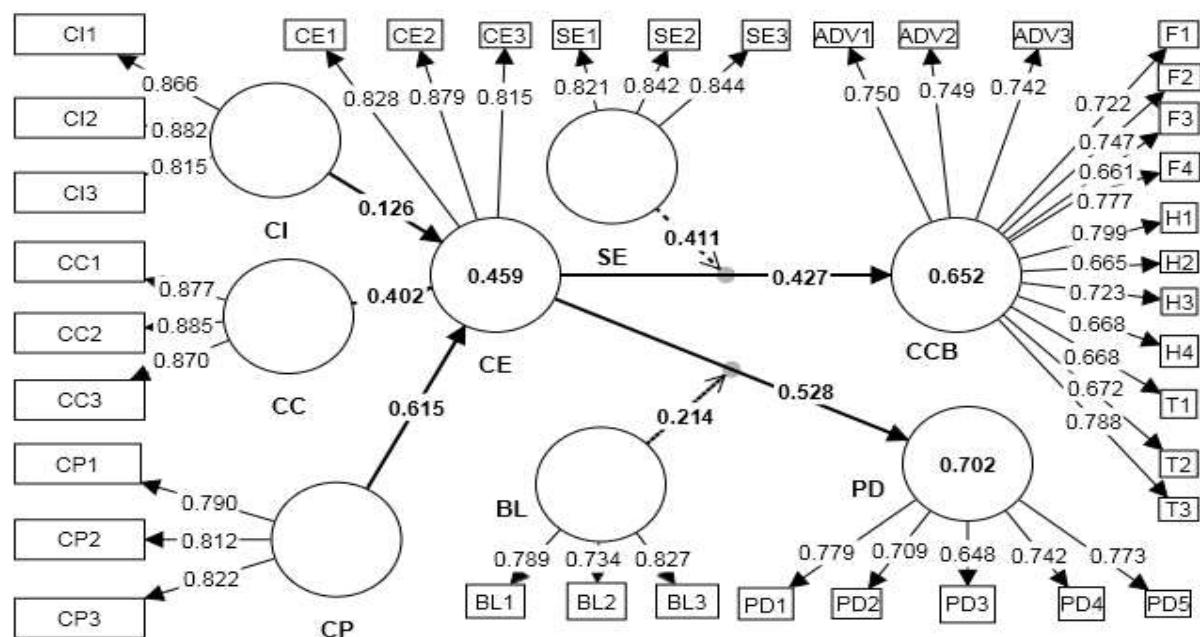 CI1
CI2
CI3
0.866
0.882
0.815
CI
CC1
CC2
CC3
0.877
0.885
0.870
CC
CP1
CP2
CP3
0.790
0.812
0.822
CP
0.126
0.402
0.615
CE1
CE2
CE3
0.828
0.879
0.815
0.459
CE
SE1
SE2
SE3
0.821
0.842
0.844
SE
0.411
0.427
BL
0.214
0.528
0.789
0.734
0.827
BL1
BL2
BL3
ADV1
ADV2
ADV3
0.750
0.749
0.742
0.652
CCB
0.722
0.747
0.661
0.777
0.799
0.665
0.723
0.668
0.668
0.672
0.788
F1
F2
F3
F4
H1
H2
H3
H4
T1
T2
T3
0.702
PD
0.779
0.709
0.648
0.742
0.773
PD1
PD2
PD3
PD4
PD5